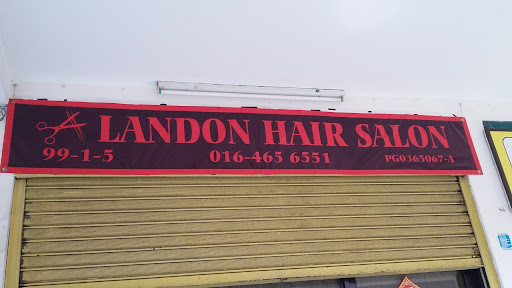 LANDON HAIR SALON
99-1-5 016-465 6551 PG0365067-A